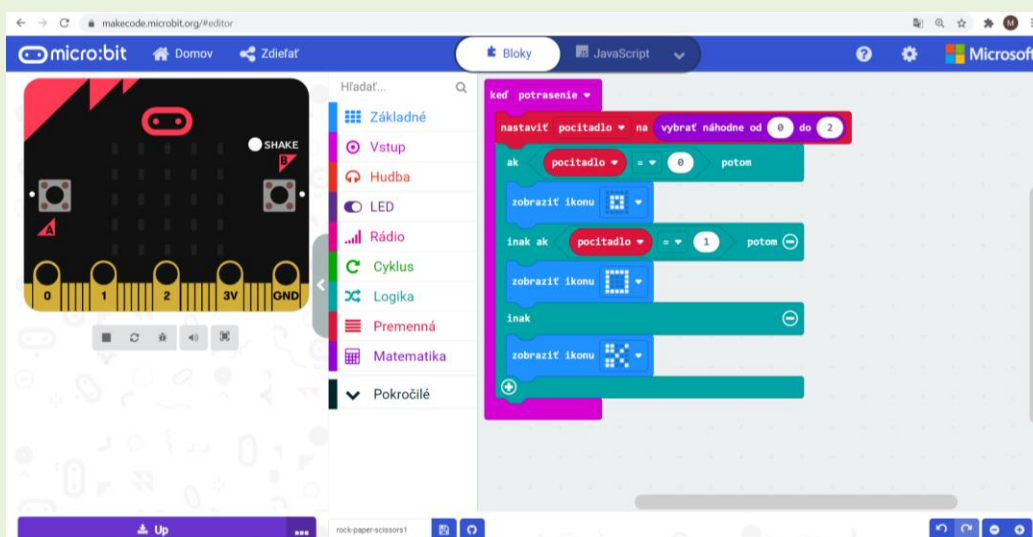 makecode.microbit.org/#editor
M
micro:bit
Domov
Zdieľať
Bloky
JavaScript
Microsoft
SHAKE
B
A
0 1 2 3V GND
Up
Hľadať...
Základné
Vstup
Hudba
LED
Rádio
Cyklus
Logika
Premenná
Matematika
Pokročilé
rock-paper-scissors1
keď potrasenie
nastaviť pocitadlo na vybrať náhodne od 0 do 2
ak pocitadlo = 0 potom
zobraziť ikonu
inak ak pocitadlo = 1 potom
zobraziť ikonu
inak
zobraziť ikonu